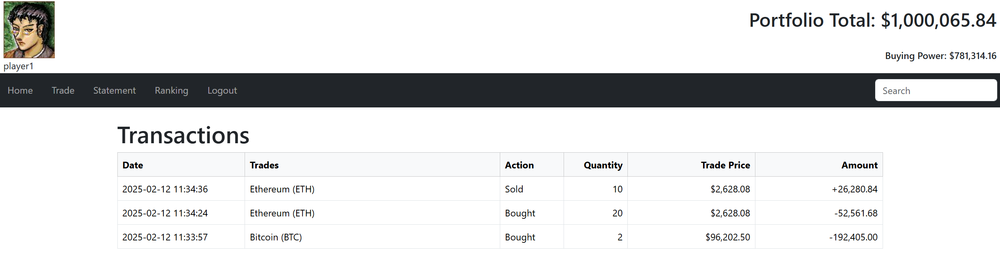 Portfolio Total: $1,000,065.84
Buying Power: $781,314.16
player1
Home Trade Statement Ranking Logout Search
Transactions
Date Trades Action Quantity Trade Price Amount
2025-02-12 11:34:36 Ethereum (ETH) Sold 10 $2,628.08 +26,280.84
2025-02-12 11:34:24 Ethereum (ETH) Bought 20 $2,628.08 -52,561.68
2025-02-12 11:33:57 Bitcoin (BTC) Bought 2 $96,202.50 -192,405.00